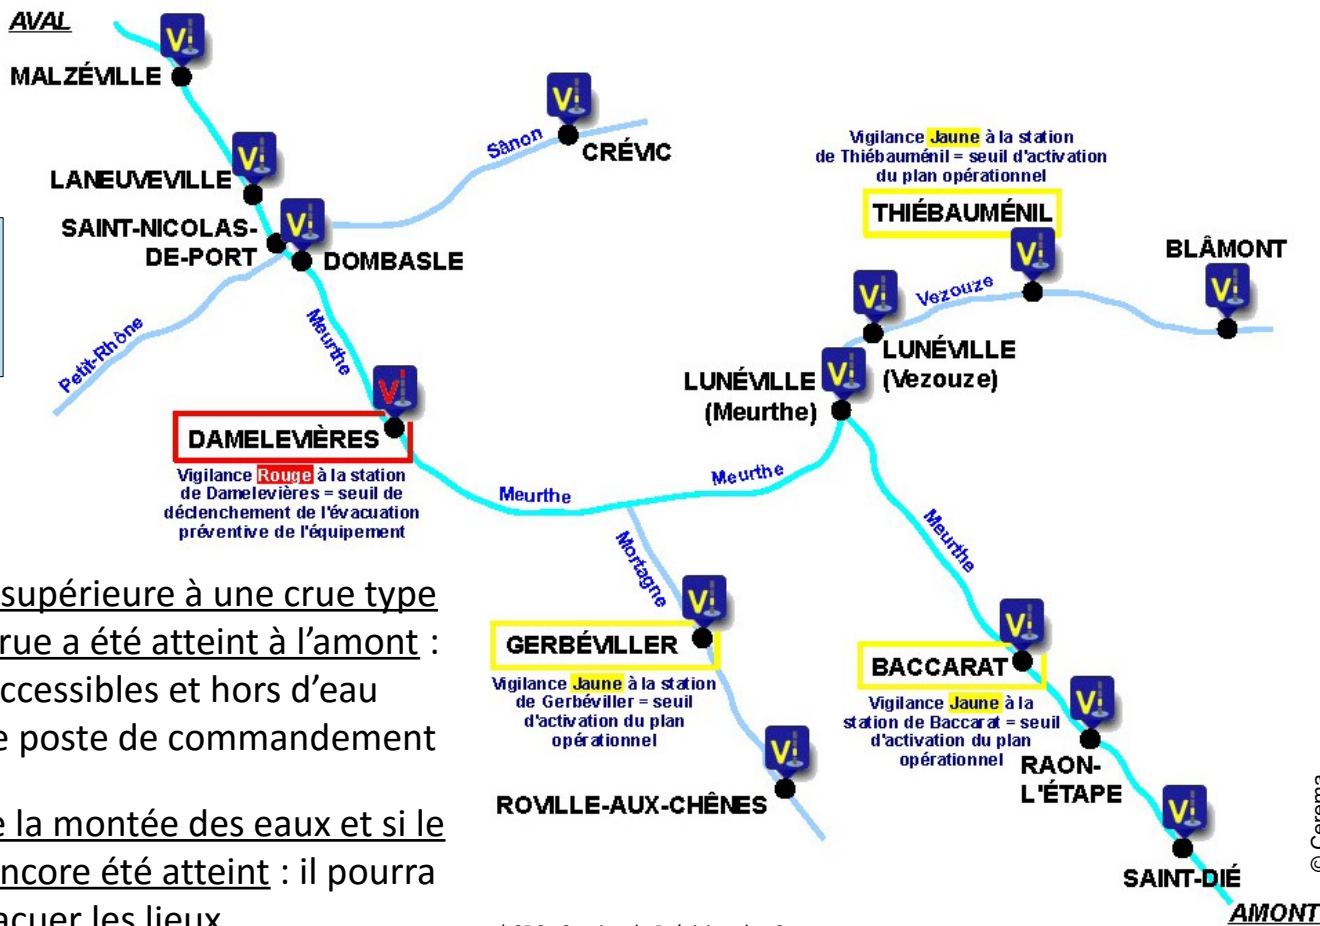 AVAL
MALZÉVILLE
LANEUVEVILLE
SAINT-NICOLAS-
DE-PORT
DOMBASLE
Sânon
CRÉVIC
Petit-Rhône
Meurthe
DAMELEVIÈRES
Vigilance Rouge à la station
de Damelevières = seuil de
déclenchement de l'évacuation
préventive de l'équipement
Vigilance Jaune à la station
de Thiébauménil = seuil d'activation
du plan opérationnel
THIÉBAUMÉNIL
BLÂMONT
Vezouze
LUNÉVILLE
(Vezouze)
LUNÉVILLE
(Meurthe)
Meurthe
Meurthe
Meurthe
Mortagne
GERBÉVILLER
Vigilance Jaune à la station
de Gerbéviller = seuil
d'activation du plan
opérationnel
ROVILLE-AUX-CHÊNES
BACCARAT
Vigilance Jaune à la
station de Baccarat = seuil
d'activation du plan
opérationnel
RAON-
L'ÉTAPE
SAINT-DIÉ
AMONT
© Cerema
supérieure à une crue type
rue a été atteint à l'amont :
ccessibles et hors d'eau
e poste de commandement
e la montée des eaux et si le
ncore été atteint : il pourra
acuer les lieux